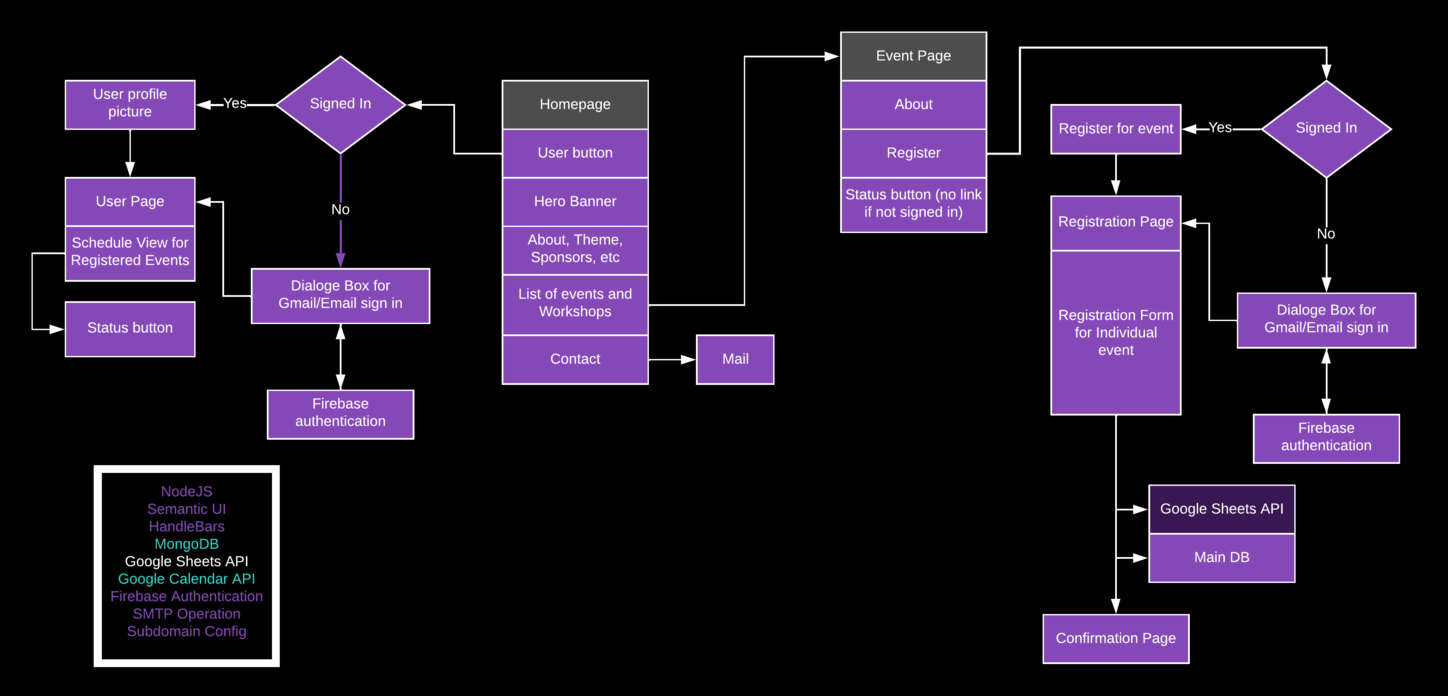 User profile
picture
Yes
Signed In
No
User Page
Schedule View for
Registered Events
Status button
Dialoge Box for
Gmail/Email sign in
Firebase
authentication
Homepage
User button
Hero Banner
About, Theme,
Sponsors, etc
List of events and
Workshops
Contact
Mail
Event Page
About
Register
Status button (no link
if not signed in)
Register for event
Yes
Signed In
No
Registration Page
Registration Form
for Individual
event
Dialoge Box for
Gmail/Email sign in
Firebase
authentication
Google Sheets API
Main DB
Confirmation Page
NodeJS
Semantic UI
HandleBars
MongoDB
Google Sheets API
Google Calendar API
Firebase Authentication
SMTP Operation
Subdomain Config